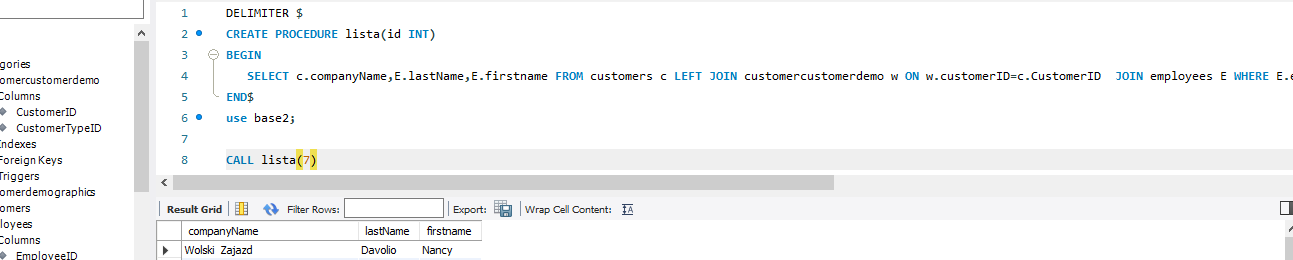 gories
omercustomerdemo
Columns
CustomerID
CustomerTypeID
Indexes
Foreign Keys
Triggers
omerdemographics
omers
loyees
Columns
EmployeeID
1 DELIMITER $
2 CREATE PROCEDURE lista(id INT)
3 BEGIN
4 SELECT c.companyName,E.lastName,E.firstname FROM customers c LEFT JOIN customercustomerdemo w ON w.customerID=c.CustomerID JOIN employees E WHERE E.e
5 END$
6 use base2;
7
8 CALL lista(7)
Result Grid Filter Rows: Export: Wrap Cell Content: IA
companyName lastName firstname
Wolski Zajazd Davolio Nancy